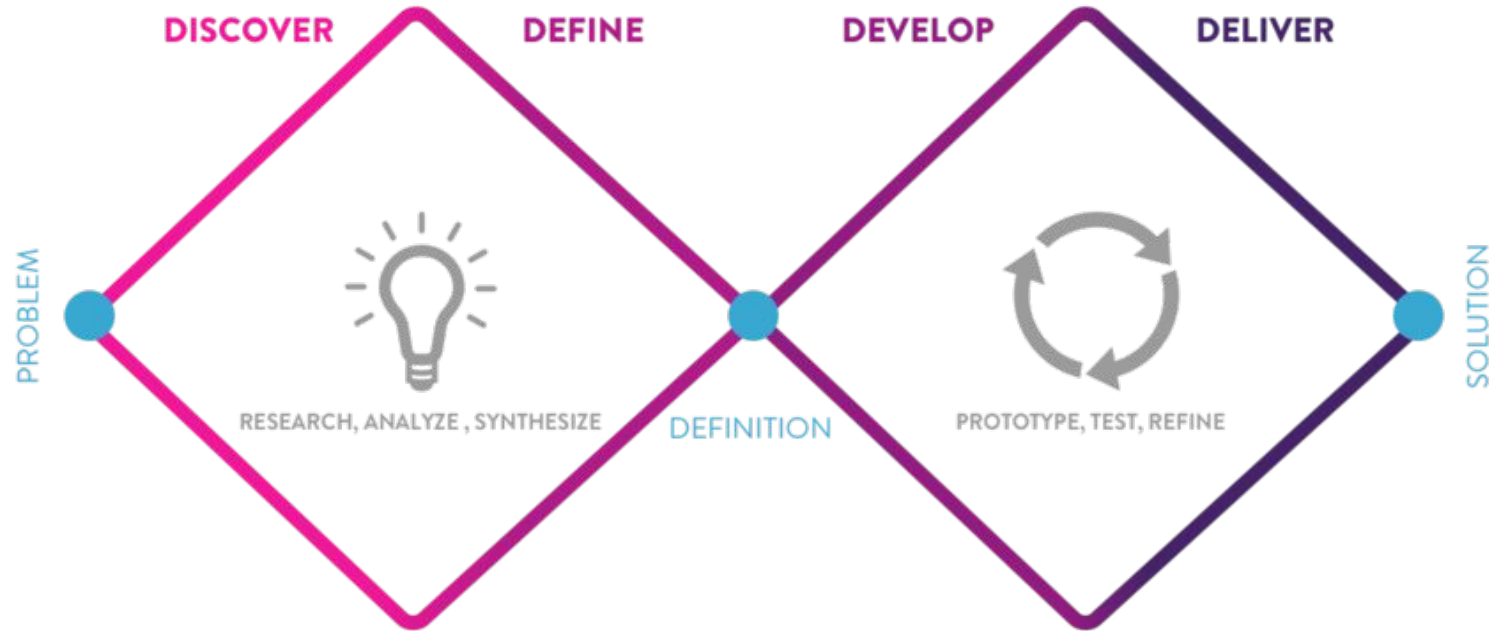 DISCOVER
DEFINE
DEVELOP
DELIVER
PROBLEM
RESEARCH, ANALYZE , SYNTHESIZE
DEFINITION
PROTOTYPE, TEST, REFINE
SOLUTION